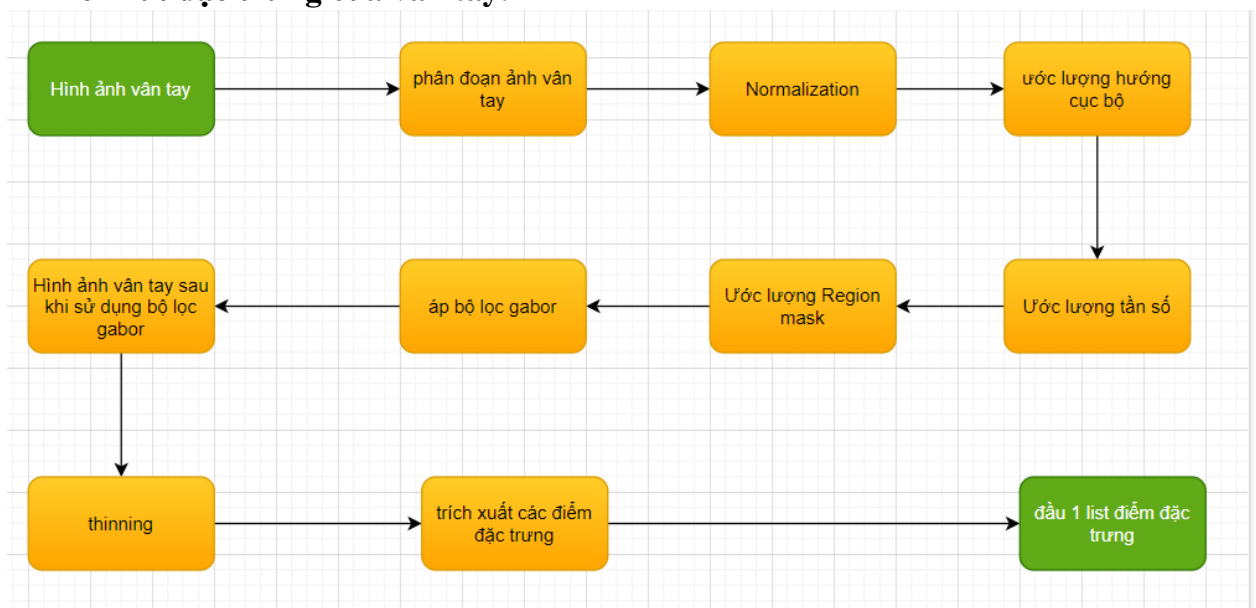 Hình ảnh vân tay
phân đoạn ảnh vân
tay
Normalization
ước lượng hướng
cục bộ
Hình ảnh vân tay sau
khi sử dụng bộ lọc
gabor
áp bộ lọc gabor
Ước lượng Region
mask
Ước lượng tần số
thinning
trích xuất các điểm
đặc trưng
đầu 1 list điểm đặc
trưng